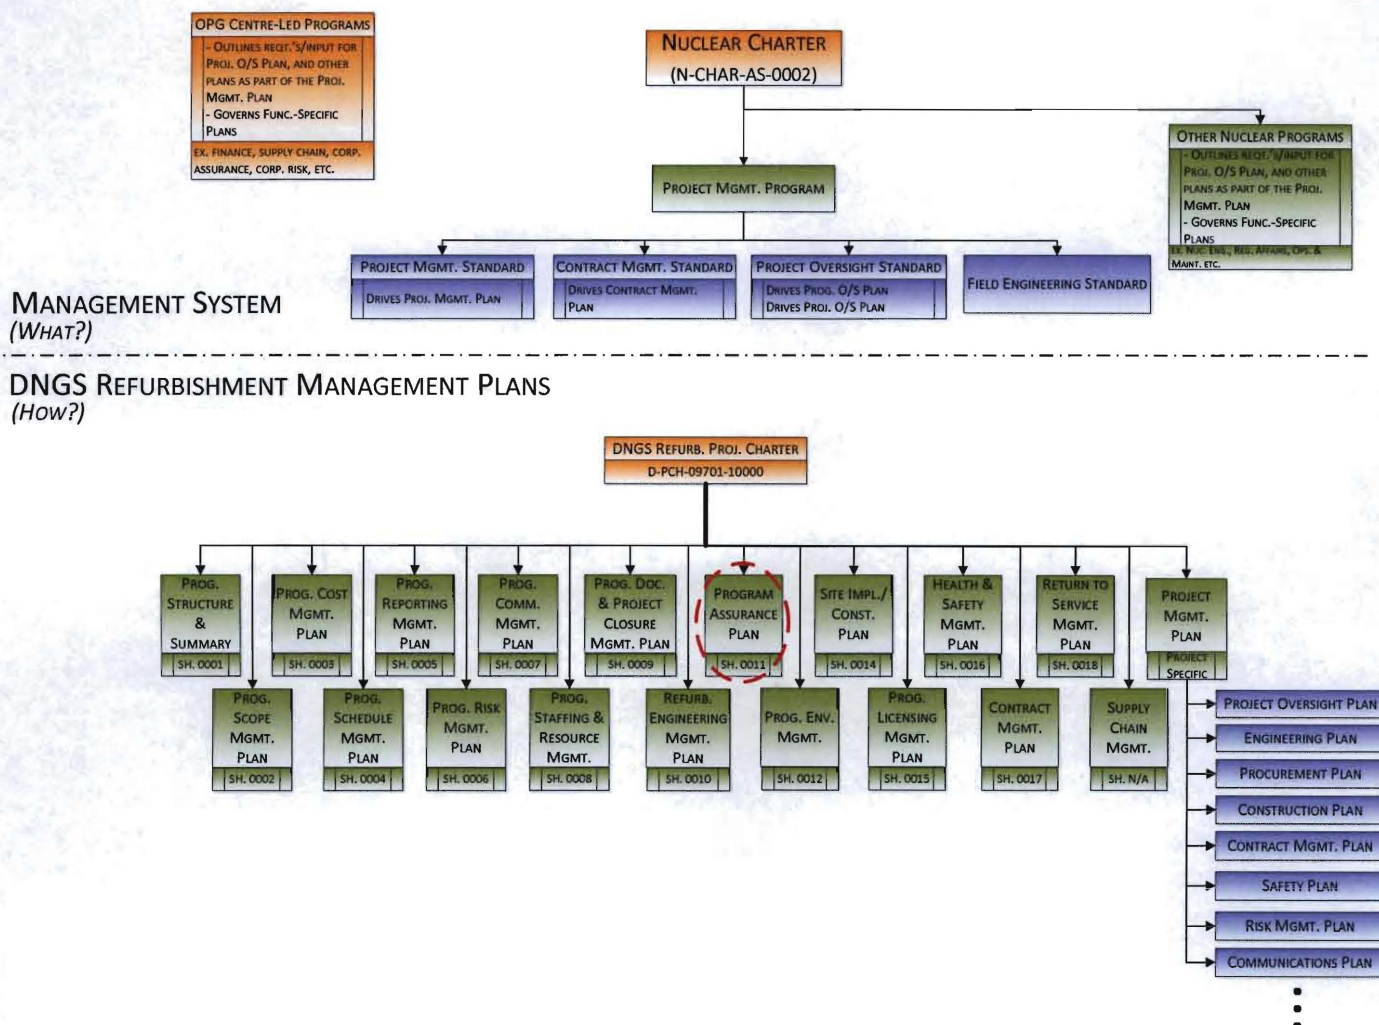 OPG CENTRE-LED PROGRAMS
- OUTLINES REQT.'S/INPUT FOR
PROJ. O/S PLAN, AND OTHER
PLANS AS PART OF THE PROJ.
MGMT. PLAN
- GOVERNS FUNC.-SPECIFIC
PLANS
EX. FINANCE, SUPPLY CHAIN, CORP.
ASSURANCE, CORP. RISK, ETC.
NUCLEAR CHARTER
(N-CHAR-AS-0002)
OTHER NUCLEAR PROGRAMS
- OUTLINES REQT.'S/INPUT FOR
PROJ. O/S PLAN, AND OTHER
PLANS AS PART OF THE PROJ.
MGMT. PLAN
- GOVERNS FUNC.-SPECIFIC
PLANS
EX. NUC. ENG., REG. AFFAIRS, OPS. &
MAINT. ETC.
PROJECT MGMT. PROGRAM
PROJECT MGMT. STANDARD
DRIVES PROJ. MGMT. PLAN
CONTRACT MGMT. STANDARD
DRIVES CONTRACT MGMT.
PLAN
PROJECT OVERSIGHT STANDARD
DRIVES PROG. O/S PLAN
DRIVES PROJ. O/S PLAN
FIELD ENGINEERING STANDARD
MANAGEMENT SYSTEM
(WHAT?)
DNGS REFURBISHMENT MANAGEMENT PLANS
(HOW?)
DNGS REFURB. PROJ. CHARTER
D-PCH-09701-10000
PROG.
STRUCTURE
&
SUMMARY
SH. 0001
PROG. COST
MGMT.
PLAN
SH. 0003
PROG.
REPORTING
MGMT.
PLAN
SH. 0005
PROG.
COMM.
MGMT.
PLAN
SH. 0007
PROG. DOC.
& PROJECT
CLOSURE
MGMT. PLAN
SH. 0009
PROGRAM
ASSURANCE
PLAN
SH. 0011
SITE IMPL./
CONST.
PLAN
SH. 0014
HEALTH &
SAFETY
MGMT.
PLAN
SH. 0016
RETURN TO
SERVICE
MGMT.
PLAN
SH. 0018
PROJECT
MGMT.
PLAN
PROJECT
SPECIFIC
PROG.
SCOPE
MGMT.
PLAN
SH. 0002
PROG.
SCHEDULE
MGMT.
PLAN
SH. 0004
PROG. RISK
MGMT.
PLAN
SH. 0006
PROG.
STAFFING &
RESOURCE
MGMT.
SH. 0008
REFURB.
ENGINEERING
MGMT.
PLAN
SH. 0010
PROG. ENV.
MGMT.
SH. 0012
PROG.
LICENSING
MGMT.
PLAN
SH. 0015
CONTRACT
MGMT.
PLAN
SH. 0017
SUPPLY
CHAIN
MGMT.
SH. N/A
PROJECT OVERSIGHT PLAN
ENGINEERING PLAN
PROCUREMENT PLAN
CONSTRUCTION PLAN
CONTRACT MGMT. PLAN
SAFETY PLAN
RISK MGMT. PLAN
COMMUNICATIONS PLAN